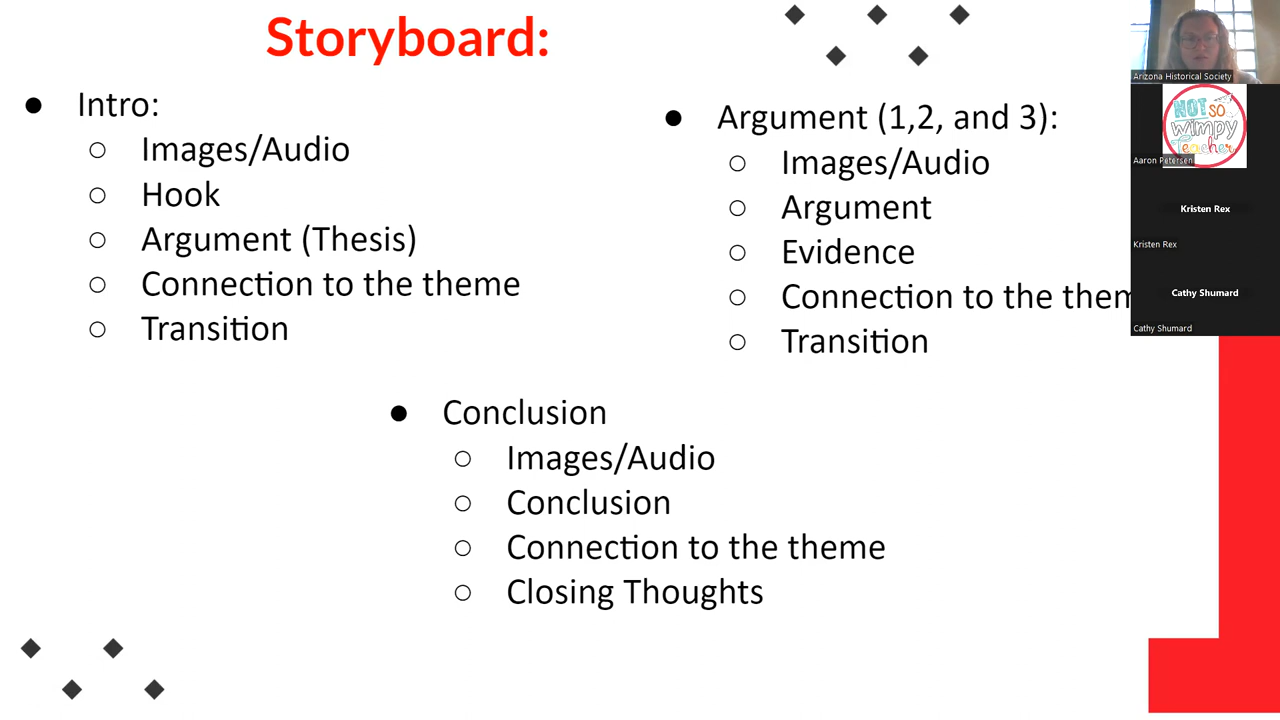 Storyboard:
● Intro:
○ Images/Audio
○ Hook
○ Argument (Thesis)
○ Connection to the theme
○ Transition
● Argument (1,2, and 3):
○ Images/Audio
○ Argument
○ Evidence
○ Connection to the them
○ Transition
● Conclusion
○ Images/Audio
○ Conclusion
○ Connection to the theme
○ Closing Thoughts
Arizona Historical Society
NOT SO
wimpy
Teacher
Aaron Petersen
Kristen Rex
Kristen Rex
Cathy Shumard
Cathy Shumard